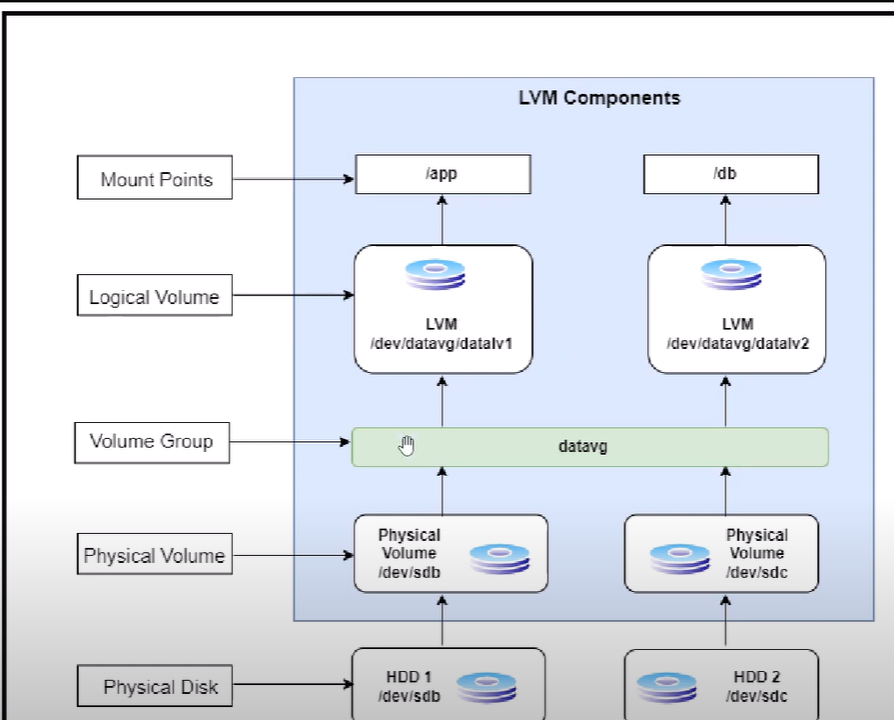 LVM Components
Mount Points
/app
/db
Logical Volume
LVM
/dev/datavg/datalv1
LVM
/dev/datavg/datalv2
Volume Group
datavg
Physical Volume
Physical
Volume
/dev/sdb
Physical
Volume
/dev/sdc
Physical Disk
HDD 1
/dev/sdb
HDD 2
/dev/sdc